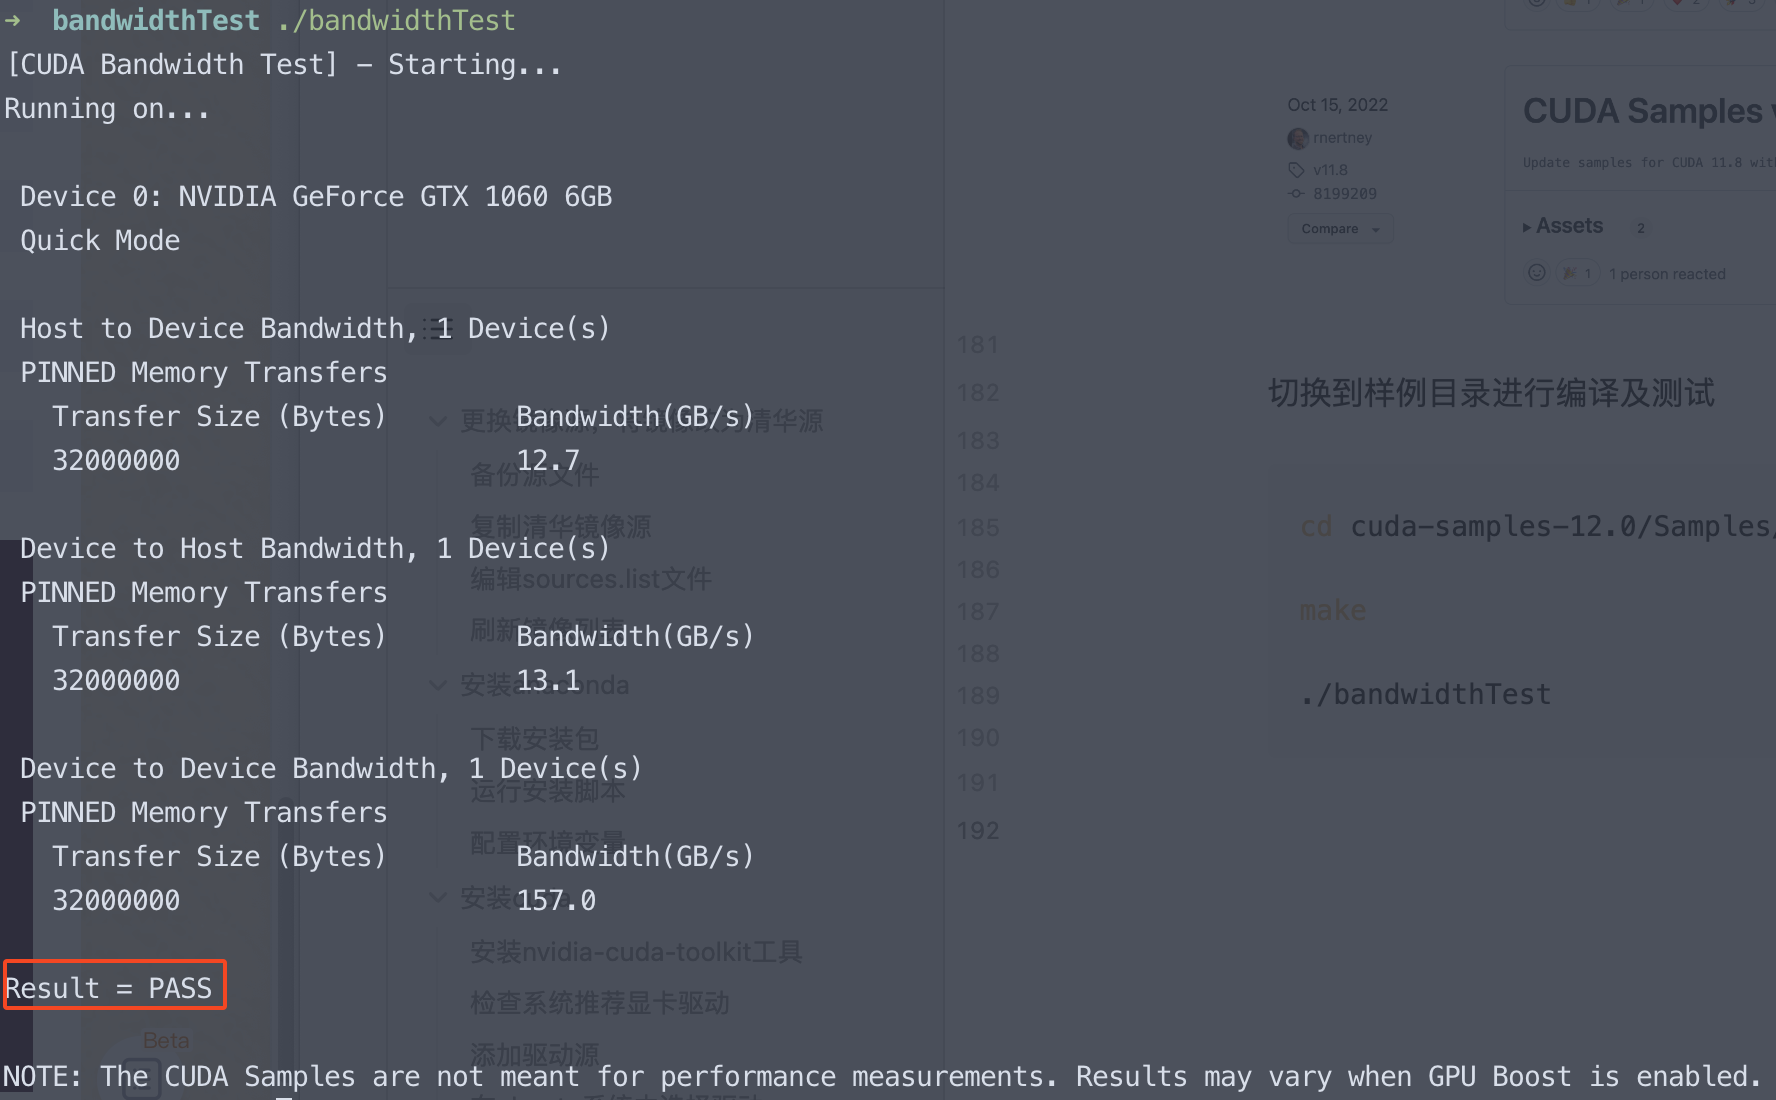 → bandwidthTest ./bandwidthTest
[CUDA Bandwidth Test] - Starting...
Running on...
Device 0: NVIDIA GeForce GTX 1060 6GB
Quick Mode
Host to Device Bandwidth, 1 Device(s)
PINNED Memory Transfers
Transfer Size (Bytes) Bandwidth(GB/s)
32000000 12.7
Device to Host Bandwidth, 1 Device(s)
PINNED Memory Transfers
Transfer Size (Bytes) Bandwidth(GB/s)
32000000 13.1
Device to Device Bandwidth, 1 Device(s)
PINNED Memory Transfers
Transfer Size (Bytes) Bandwidth(GB/s)
32000000 157.0
Result = PASS
NOTE: The CUDA Samples are not meant for performance measurements. Results may vary when GPU Boost is enabled.
备份源文件
复制清华镜像源
编辑sources.list文件
刷新镜像列表
安装anaconda
下载安装包
运行安装脚本
配置环境变量
安装
安装nvidia-cuda-toolkit工具
检查系统推荐显卡驱动
添加驱动源
Beta
181
182
183
184
185
186
187
188
189
190
191
192
Oct 15, 2022
rnertney
v11.8
8199209
Compare
CUDA Samples
Update samples for CUDA 11.8 with
Assets 2
1 1 person reacted
切换到样例目录进行编译及测试
cd cuda-samples-12.0/Samples/
make
./bandwidthTest